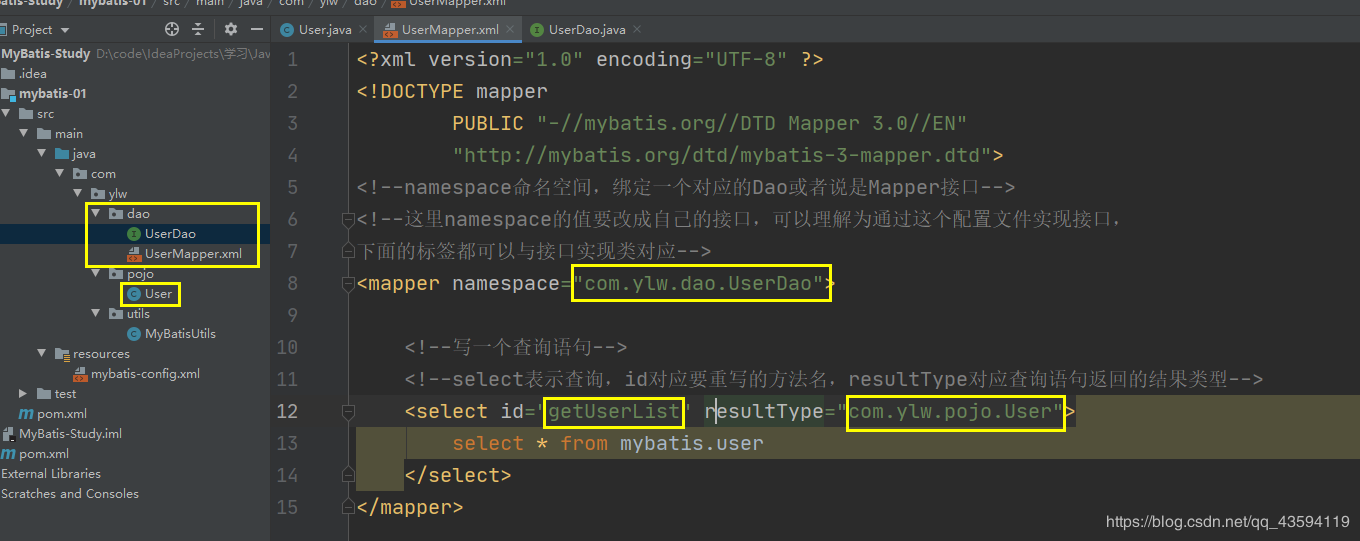 atis-Study / mybatis-01 / src / main / java / com / ylw / dao / UserMapper.xml
Project
User.java
UserMapper.xml
UserDao.java
MyBatis-Study D:\code\IdeaProjects\学习\Jav
.idea
mybatis-01
src
main
java
com
ylw
dao
UserDao
UserMapper.xml
pojo
User
utils
MyBatisUtils
resources
mybatis-config.xml
test
pom.xml
MyBatis-Study.iml
pom.xml
External Libraries
Scratches and Consoles
1 <?xml version="1.0" encoding="UTF-8" ?>
2 <!DOCTYPE mapper
3 PUBLIC "-//mybatis.org//DTD Mapper 3.0//EN"
4 "http://mybatis.org/dtd/mybatis-3-mapper.dtd">
5 <!--namespace命名空间，绑定一个对应的Dao或者说是Mapper接口-->
6 <!--这里namespace的值要改成自己的接口，可以理解为通过这个配置文件实现接口，
7 下面的标签都可以与接口实现类对应-->
8 <mapper namespace="com.ylw.dao.UserDao">
9
10 <!--写一个查询语句-->
11 <!--select表示查询，id对应要重写的方法名，resultType对应查询语句返回的结果类型-->
12 <select id="getUserList" resultType="com.ylw.pojo.User">
13 select * from mybatis.user
14 </select>
15 </mapper>
https://blog.csdn.net/qq_43594119